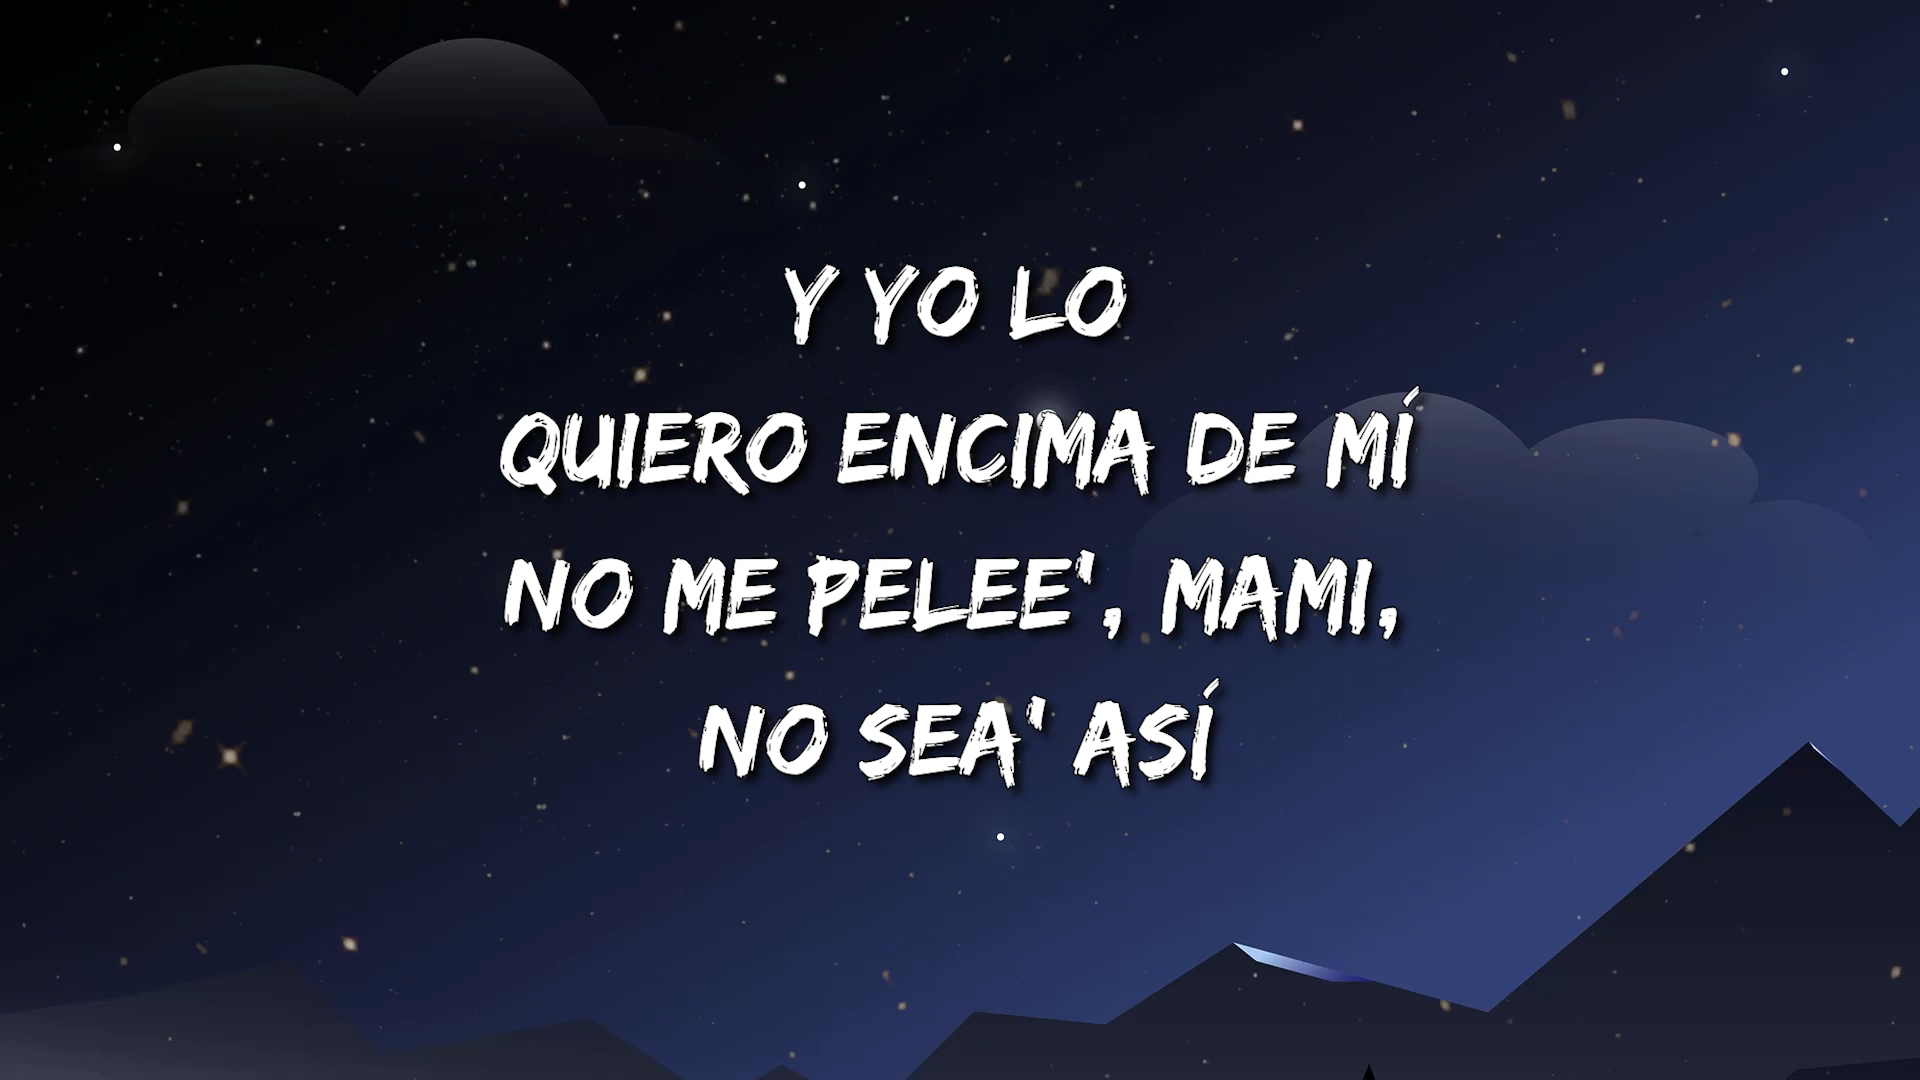 Y YO LO
QUIERO ENCIMA DE MÍ
NO ME PELEE', MAMI,
NO SEA' ASÍ